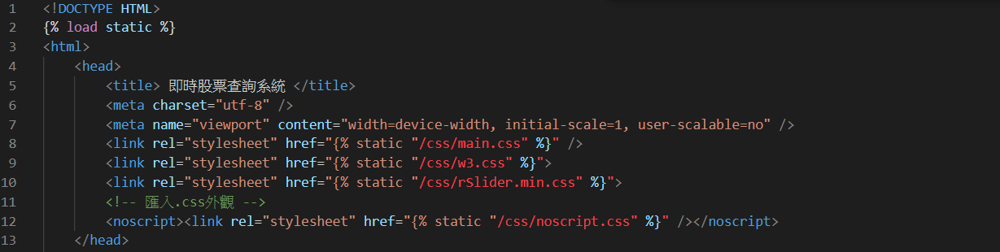 1 <!DOCTYPE HTML>
2 {% load static %}
3 <html>
4 <head>
5 <title> 即時股票查詢系統 </title>
6 <meta charset="utf-8" />
7 <meta name="viewport" content="width=device-width, initial-scale=1, user-scalable=no" />
8 <link rel="stylesheet" href="{% static "/css/main.css" %}" />
9 <link rel="stylesheet" href="{% static "/css/w3.css" %}">
10 <link rel="stylesheet" href="{% static "/css/rSlider.min.css" %}">
11 <!-- 匯入.css外觀 -->
12 <noscript><link rel="stylesheet" href="{% static "/css/noscript.css" %}" /></noscript>
13 </head>